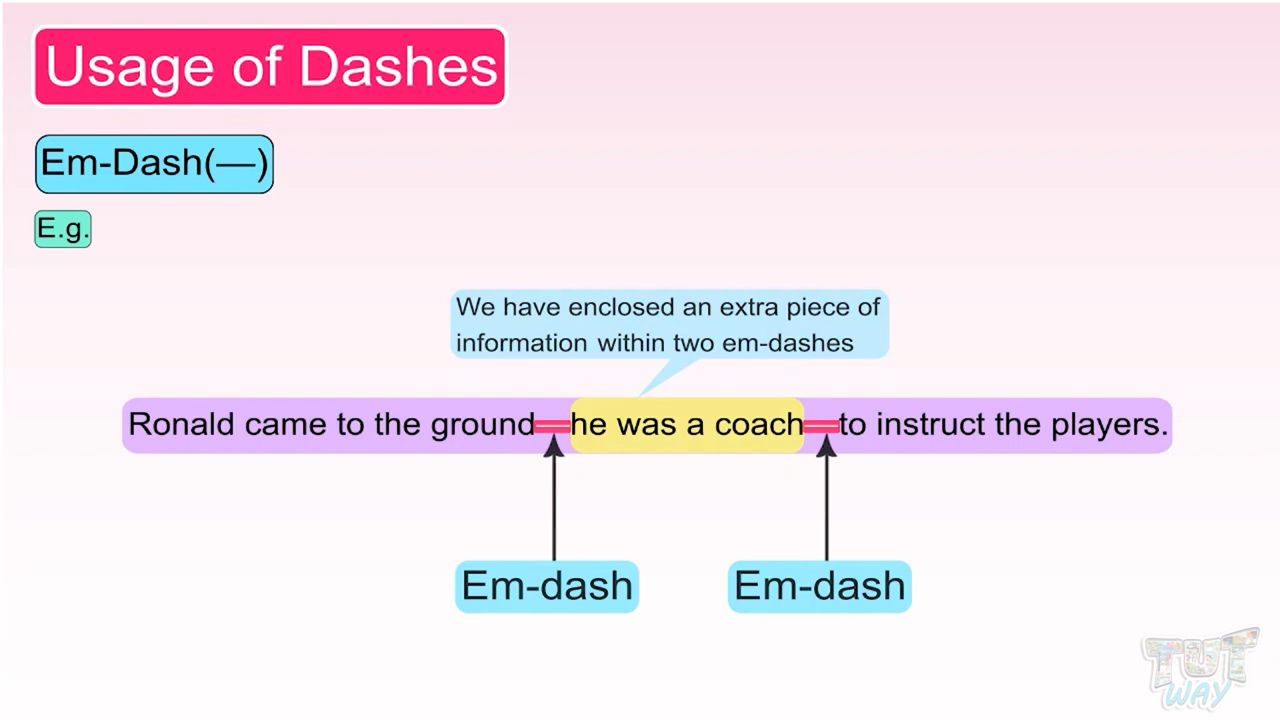 Usage of Dashes
Em-Dash(—)
E.g.
We have enclosed an extra piece of
information within two em-dashes
Ronald came to the ground—he was a coach—to instruct the players.
Em-dash Em-dash
TUT
WAY